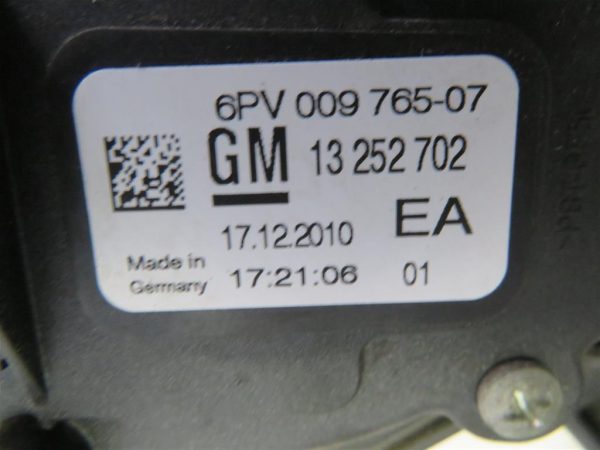 6PV 009 765-07
GM 13 252 702
17.12.2010 EA
Made in
Germany 17:21:06 01